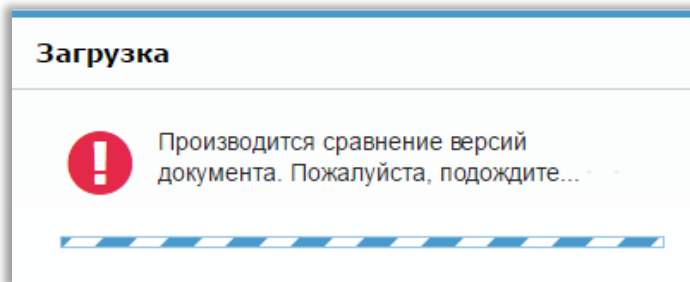 Загрузка
Производится сравнение версий
документа. Пожалуйста, подождите...